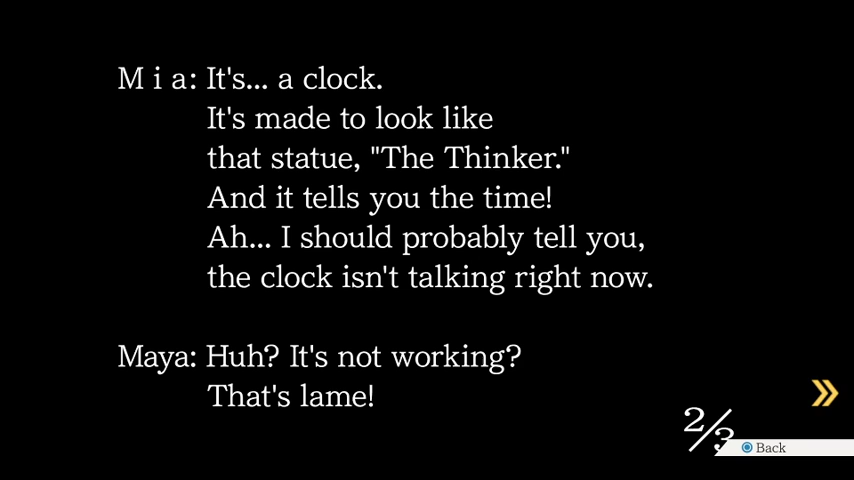 M i a: It's... a clock.
It's made to look like
that statue, "The Thinker."
And it tells you the time!
Ah... I should probably tell you,
the clock isn't talking right now.
Maya: Huh? It's not working?
That's lame!
2/3
Back